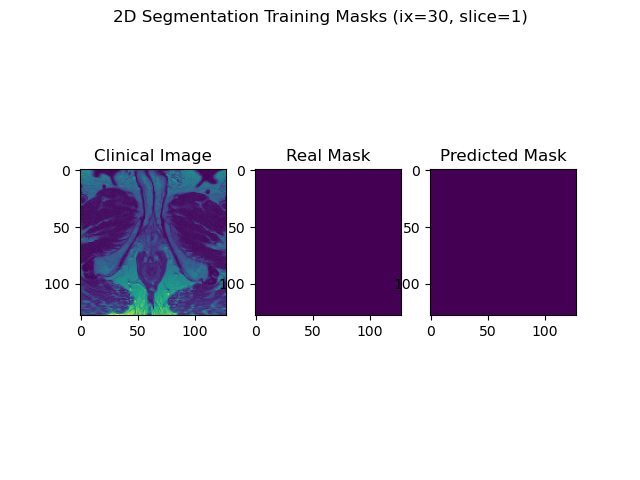 2D Segmentation Training Masks (ix=30, slice=1)
Clinical Image Real Mask Predicted Mask
0 0 0
50 50 50
100 100 100
0 50 100 0 50 100 0 50 100